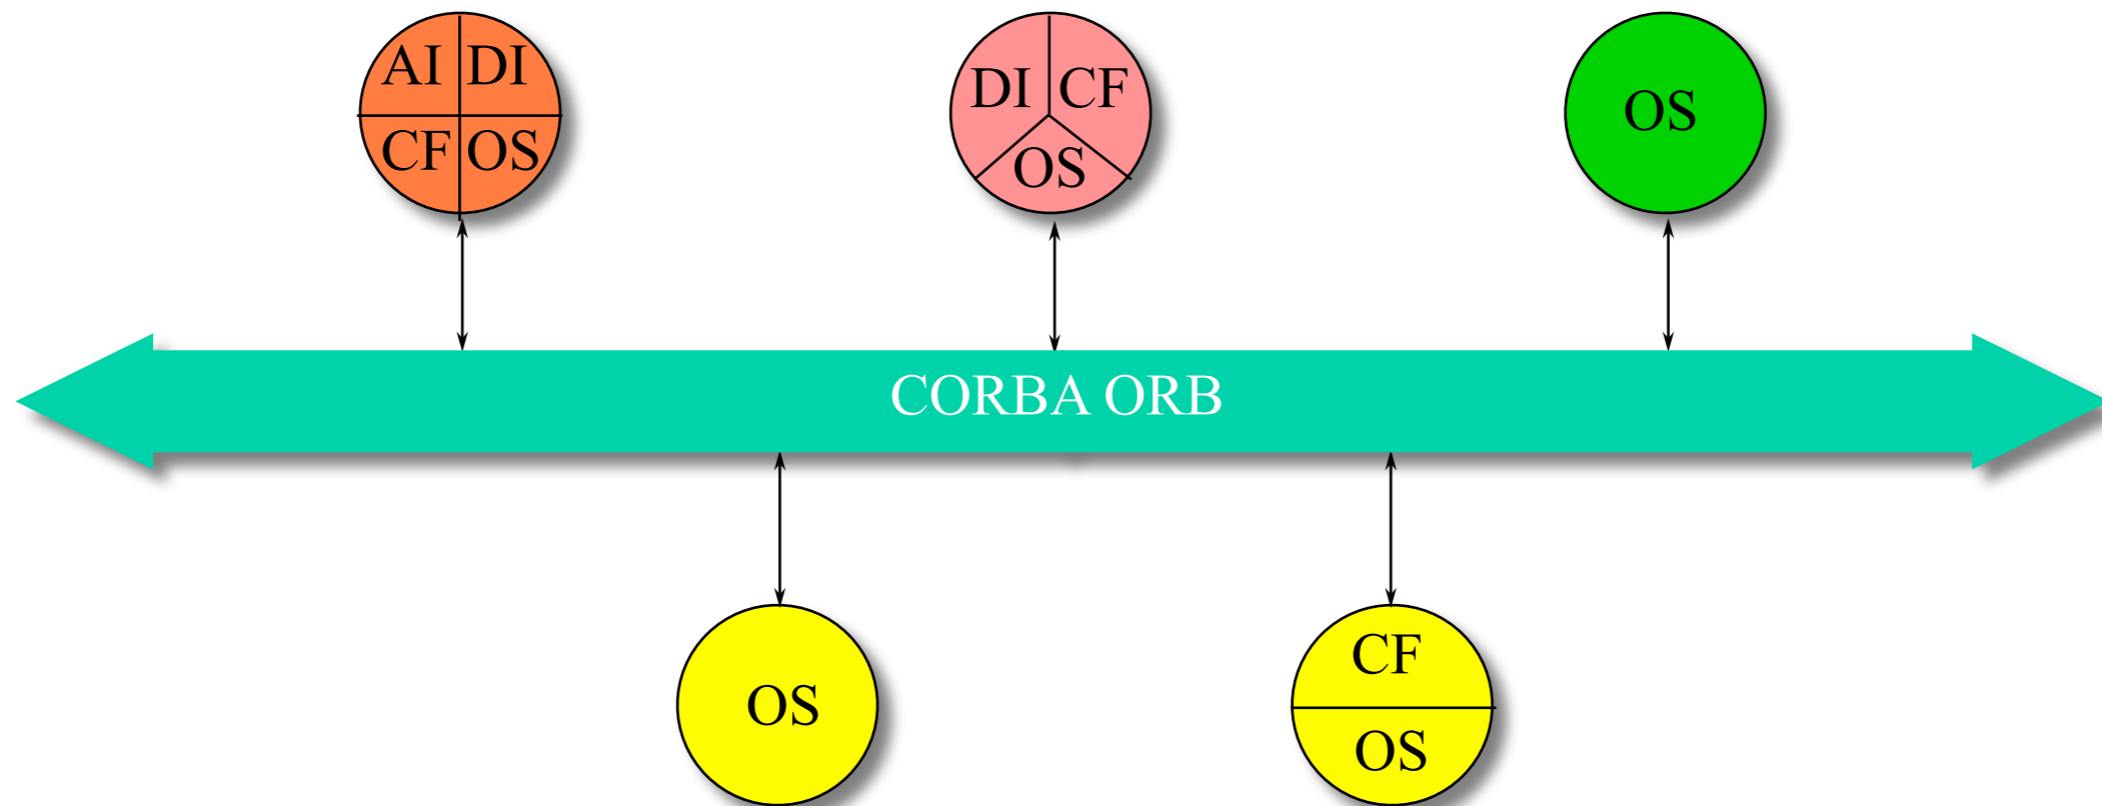 AI DI
CF OS
DI CF
OS
OS
CORBA ORB
OS
CF
OS